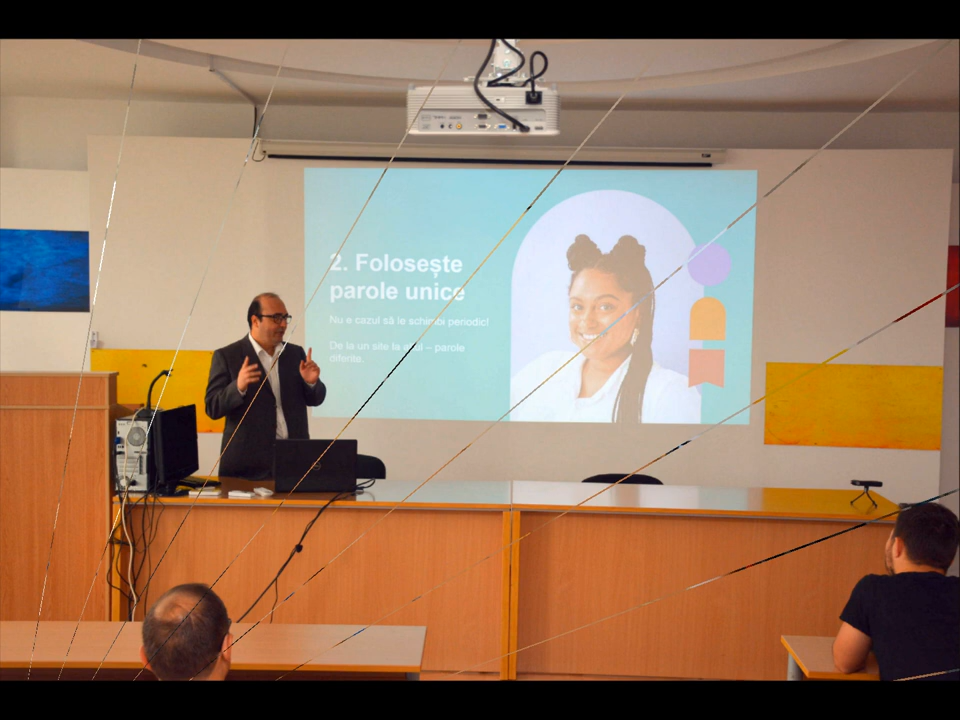 2. Folosește
parole unice
Nu e cazul să le schimbi periodic!
De la un site la altul – parole
diferite.